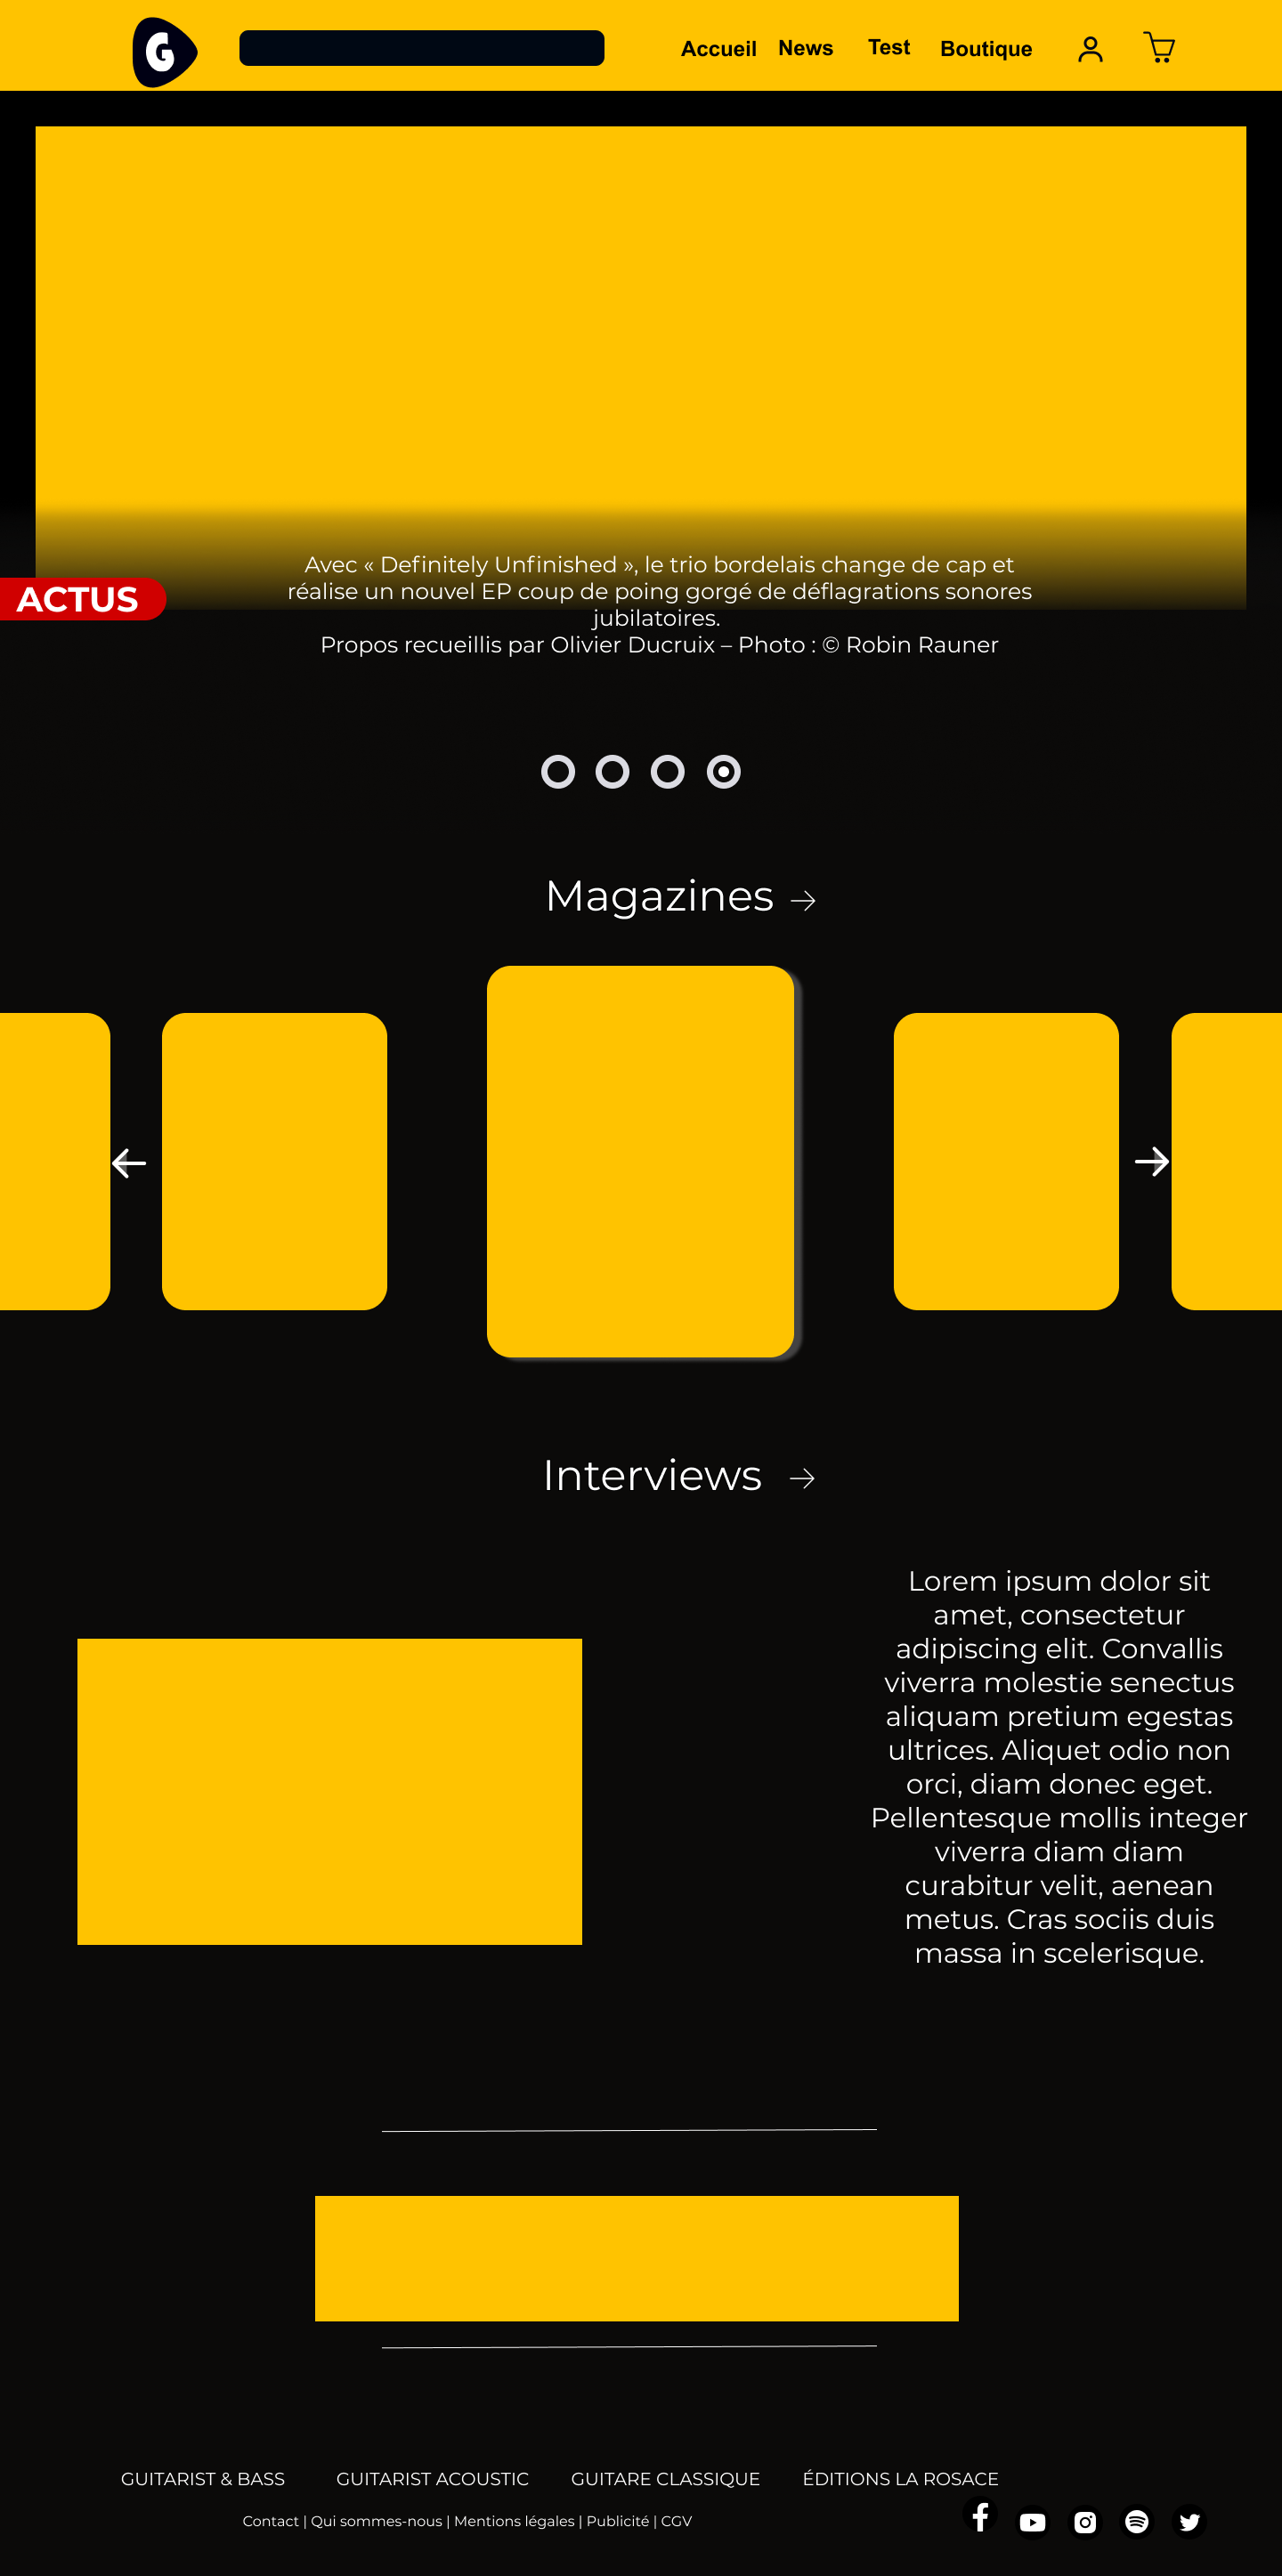 G
Accueil News Test Boutique
Avec « Definitely Unfinished », le trio bordelais change de cap et
réalise un nouvel EP coup de poing gorgé de déflagrations sonores
jubilatoires.
Propos recueillis par Olivier Ducruix – Photo : © Robin Rauner
ACTUS
Magazines
Interviews
Lorem ipsum dolor sit
amet, consectetur
adipiscing elit. Convallis
viverra molestie senectus
aliquam pretium egestas
ultrices. Aliquet odio non
orci, diam donec eget.
Pellentesque mollis integer
viverra diam diam
curabitur velit, aenean
metus. Cras sociis duis
massa in scelerisque.
GUITARIST & BASS GUITARIST ACOUSTIC GUITARE CLASSIQUE ÉDITIONS LA ROSACE
Contact | Qui sommes-nous | Mentions légales | Publicité | CGV